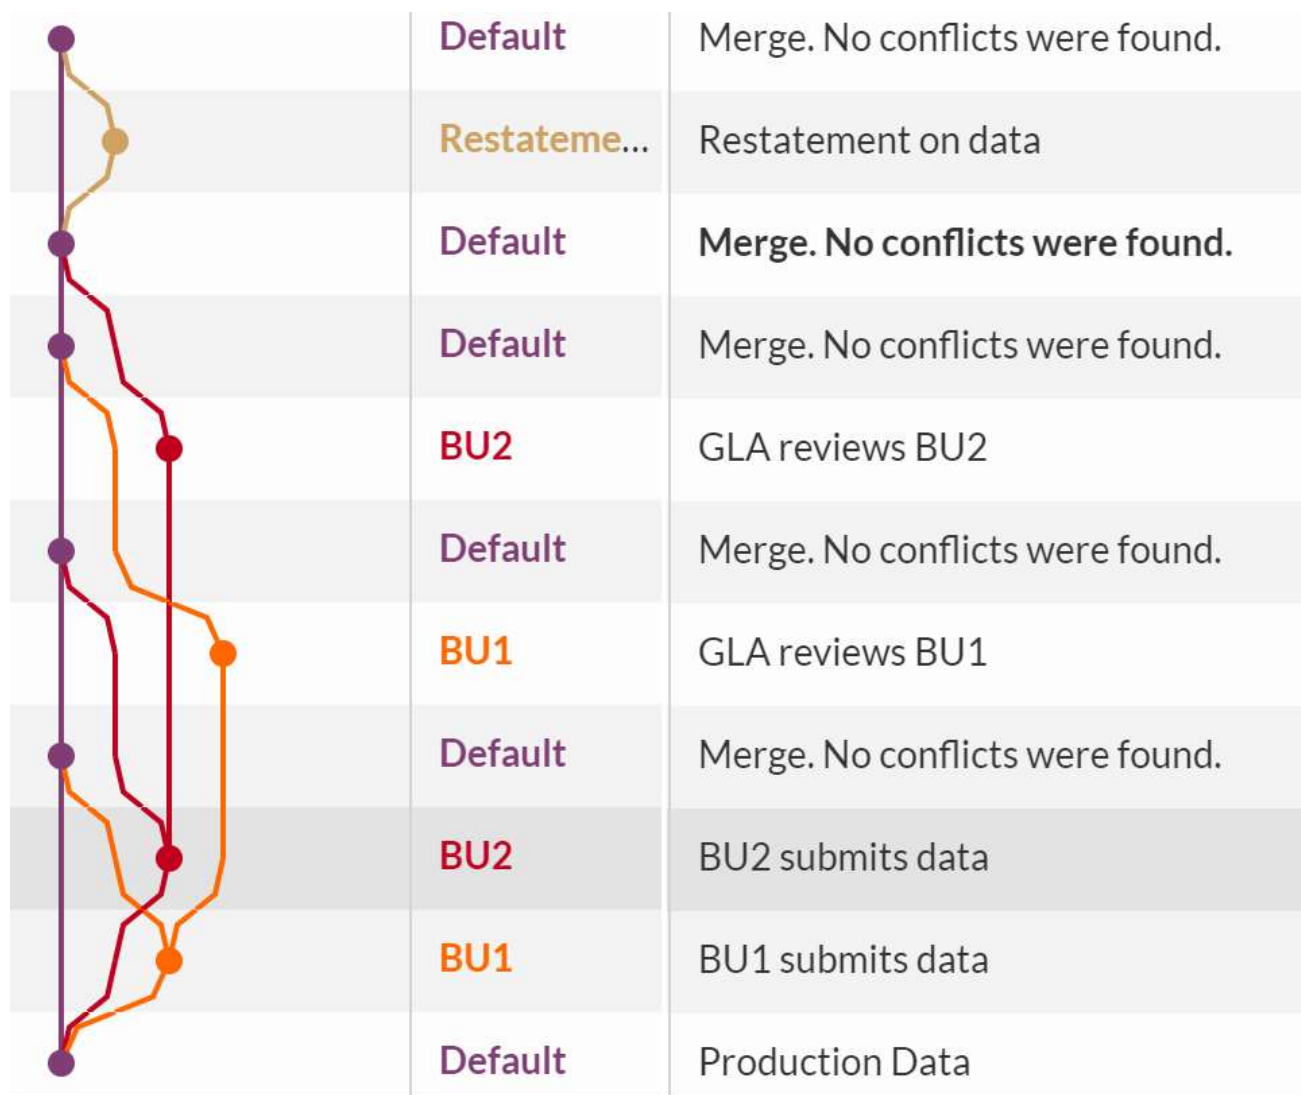 Default Merge. No conflicts were found.
Restateme... Restatement on data
Default Merge. No conflicts were found.
Default Merge. No conflicts were found.
BU2 GLA reviews BU2
Default Merge. No conflicts were found.
BU1 GLA reviews BU1
Default Merge. No conflicts were found.
BU2 BU2 submits data
BU1 BU1 submits data
Default Production Data